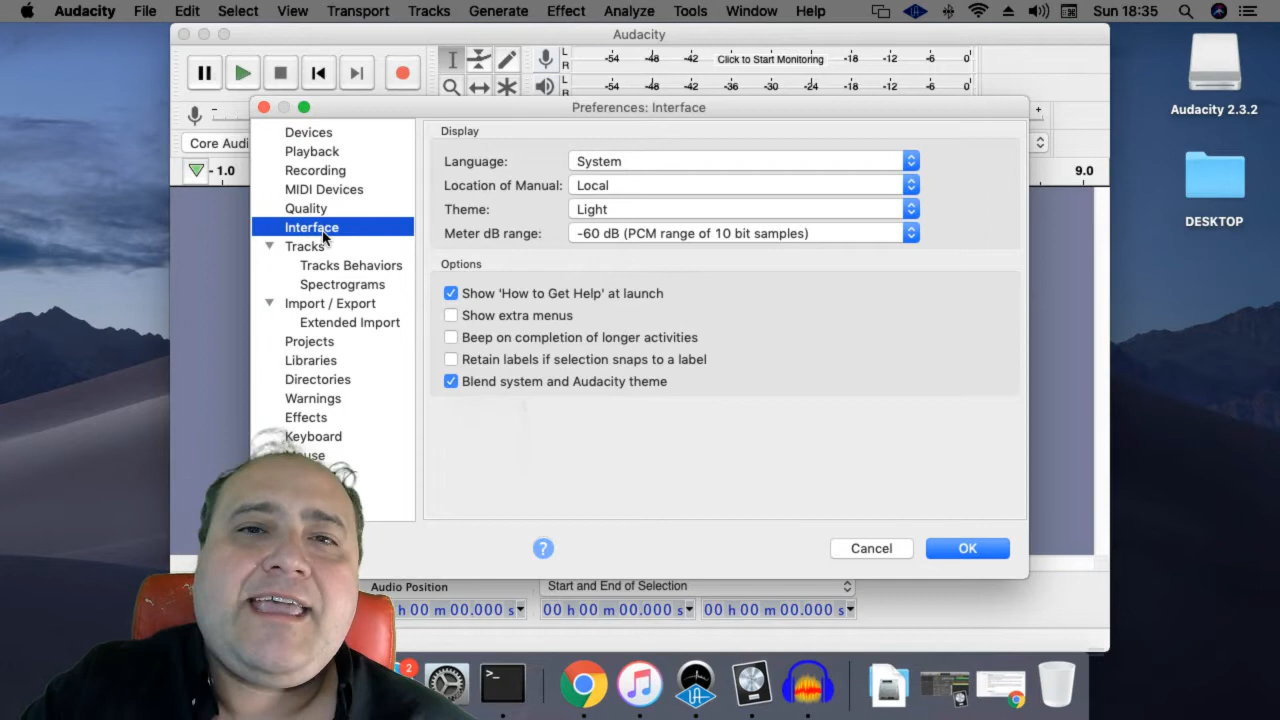 Audacity File Edit Select View Transport Tracks Generate Effect Analyze Tools Window Help Sun 18:35
Audacity
L
R
-54 -48 -42 Click to Start Monitoring -18 -12 -6 0
L
R
-54 -48 -42 -36 -30 -24 -18 -12 -6 0
Audacity 2.3.2
DESKTOP
Core Audi
- 1.0
9.0
Preferences: Interface
Devices
Playback
Recording
MIDI Devices
Quality
Interface
Tracks
Tracks Behaviors
Spectrograms
Import / Export
Extended Import
Projects
Libraries
Directories
Warnings
Effects
Keyboard
Display
Language: System
Location of Manual: Local
Theme: Light
Meter dB range: -60 dB (PCM range of 10 bit samples)
Options
Show 'How to Get Help' at launch
Show extra menus
Beep on completion of longer activities
Retain labels if selection snaps to a label
Blend system and Audacity theme
? Cancel OK
Audio Position Start and End of Selection
h 00 m 00.000 s 00 h 00 m 00.000 s 00 h 00 m 00.000 s
2